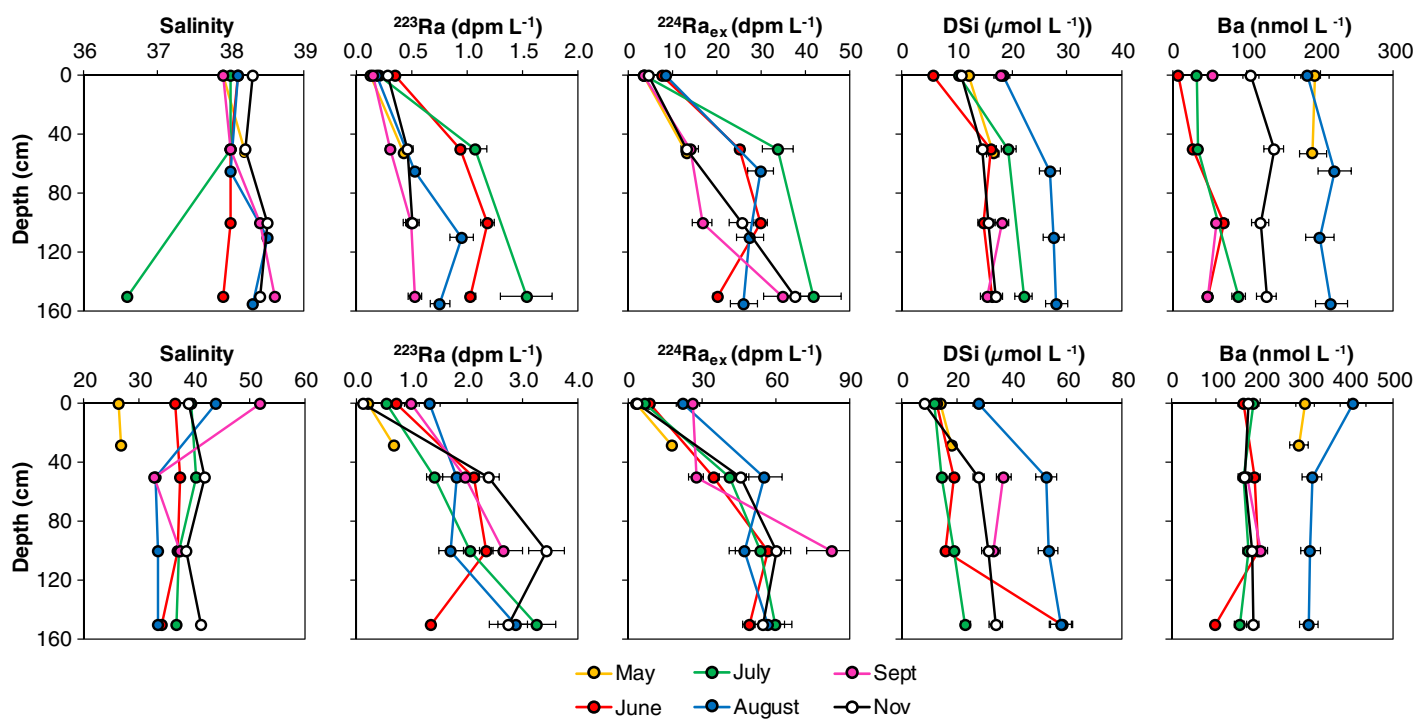 Salinity ²²³Ra (dpm L⁻¹) ²²⁴Raₑₓ (dpm L⁻¹) DSi (µmol L⁻¹)) Ba (nmol L⁻¹)
36 37 38 39 0.0 0.5 1.0 1.5 2.0 0 10 20 30 40 50 0 10 20 30 40 0 100 200 300
0
40
80
120
160
Depth (cm)
Salinity ²²³Ra (dpm L⁻¹) ²²⁴Raₑₓ (dpm L⁻¹) DSi (µmol L⁻¹) Ba (nmol L⁻¹)
20 30 40 50 60 0.0 1.0 2.0 3.0 4.0 0 30 60 90 0 20 40 60 80 0 100 200 300 400 500
0
40
80
120
160
Depth (cm)
May July Sept
June August Nov